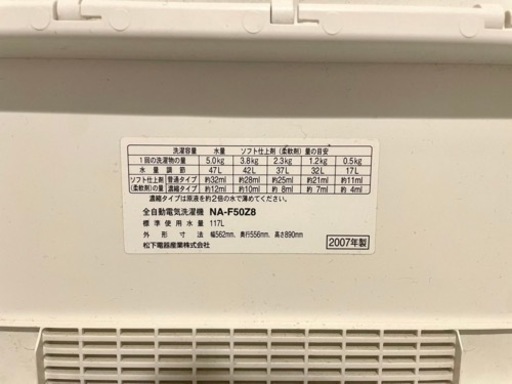 洗濯容量 水量 ソフト仕上剤(柔軟剤)量の目安
1回の洗濯物の量 5.0kg 3.8kg 2.3kg 1.2kg 0.5kg
水量調節 47L 42L 37L 32L 17L
ソフト仕上剤 普通タイプ 約32ml 約28ml 約25ml 約21ml 約11ml
(柔軟剤)の量 濃縮タイプ 約12ml 約10ml 約8ml 約7ml 約4ml
濃縮タイプは原液を約2倍の水で薄めてください。
全自動電気洗濯機 NA-F50Z8
標準使用水量 117L
外形寸法 幅562mm、奥行556mm、高さ890mm
松下電器産業株式会社
2007年製